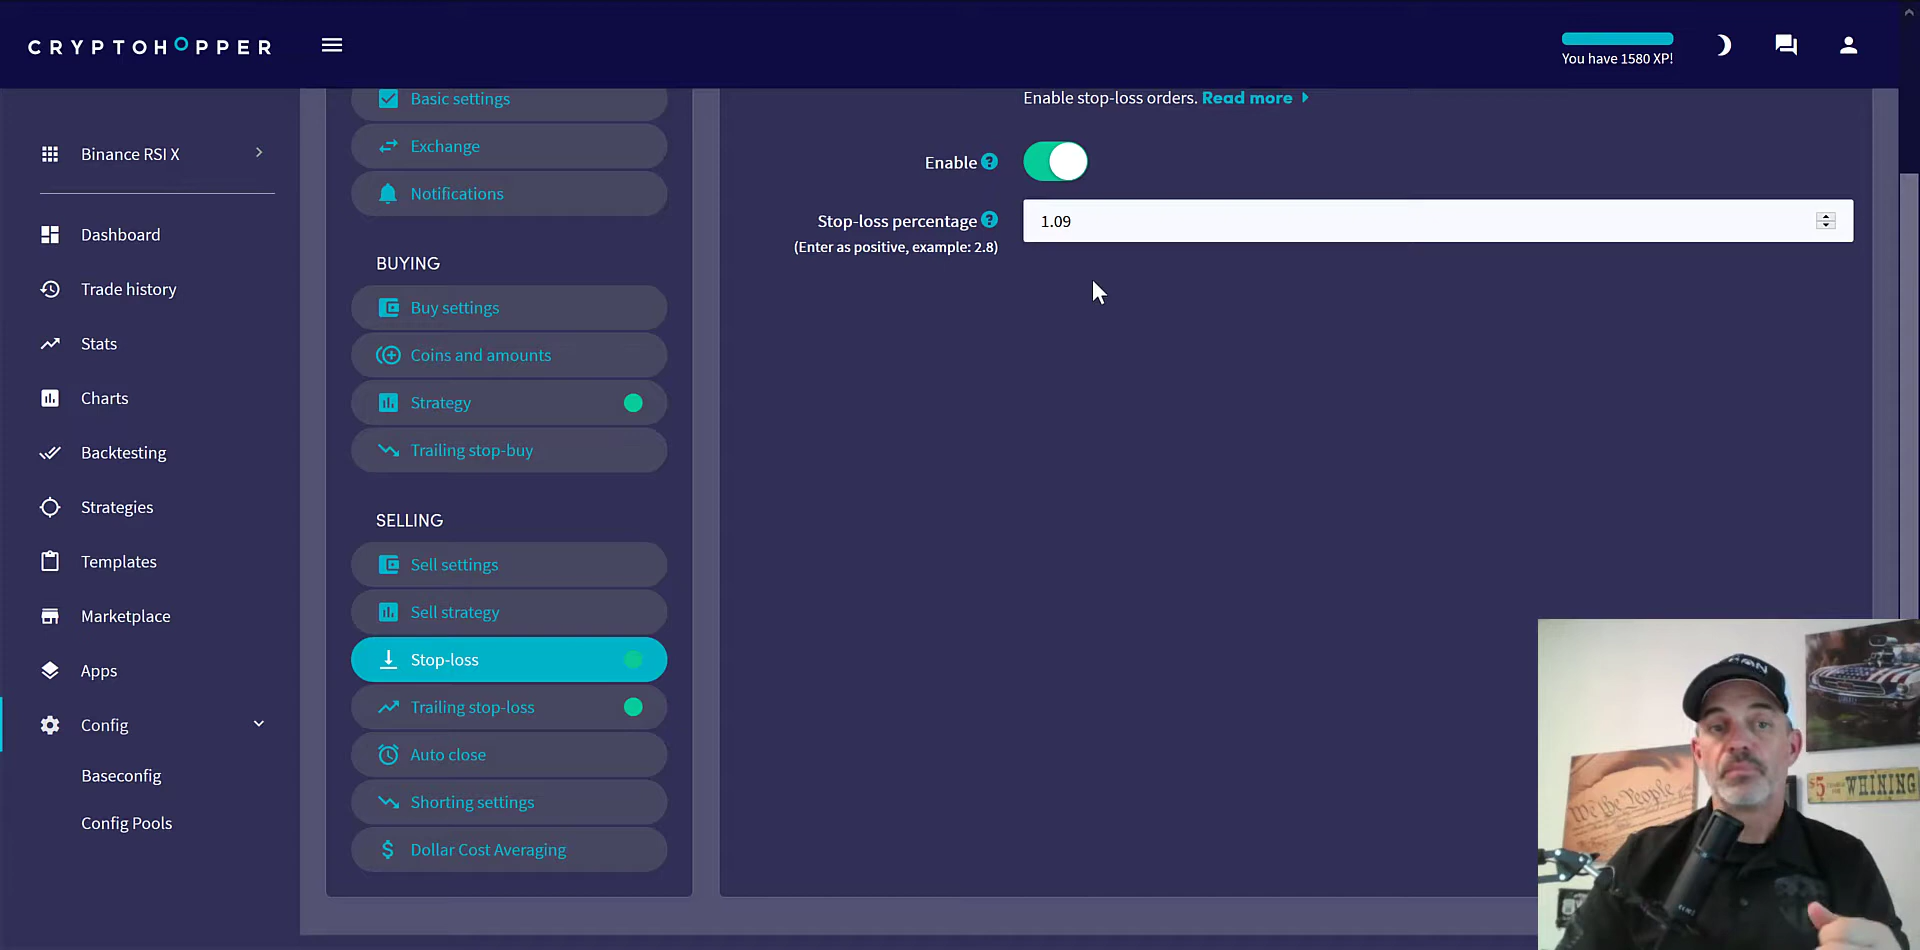 CRYPTOHOPPER
You have 1580 XP!
Binance RSI X
Dashboard
Trade history
Stats
Charts
Backtesting
Strategies
Templates
Marketplace
Apps
Config
Baseconfig
Config Pools
Basic settings
Exchange
Notifications
BUYING
Buy settings
Coins and amounts
Strategy
Trailing stop-buy
SELLING
Sell settings
Sell strategy
Stop-loss
Trailing stop-loss
Auto close
Shorting settings
Dollar Cost Averaging
Enable stop-loss orders. Read more
Enable ?
Stop-loss percentage ?
(Enter as positive, example: 2.8)
1.09
We the People
$5
WHINING